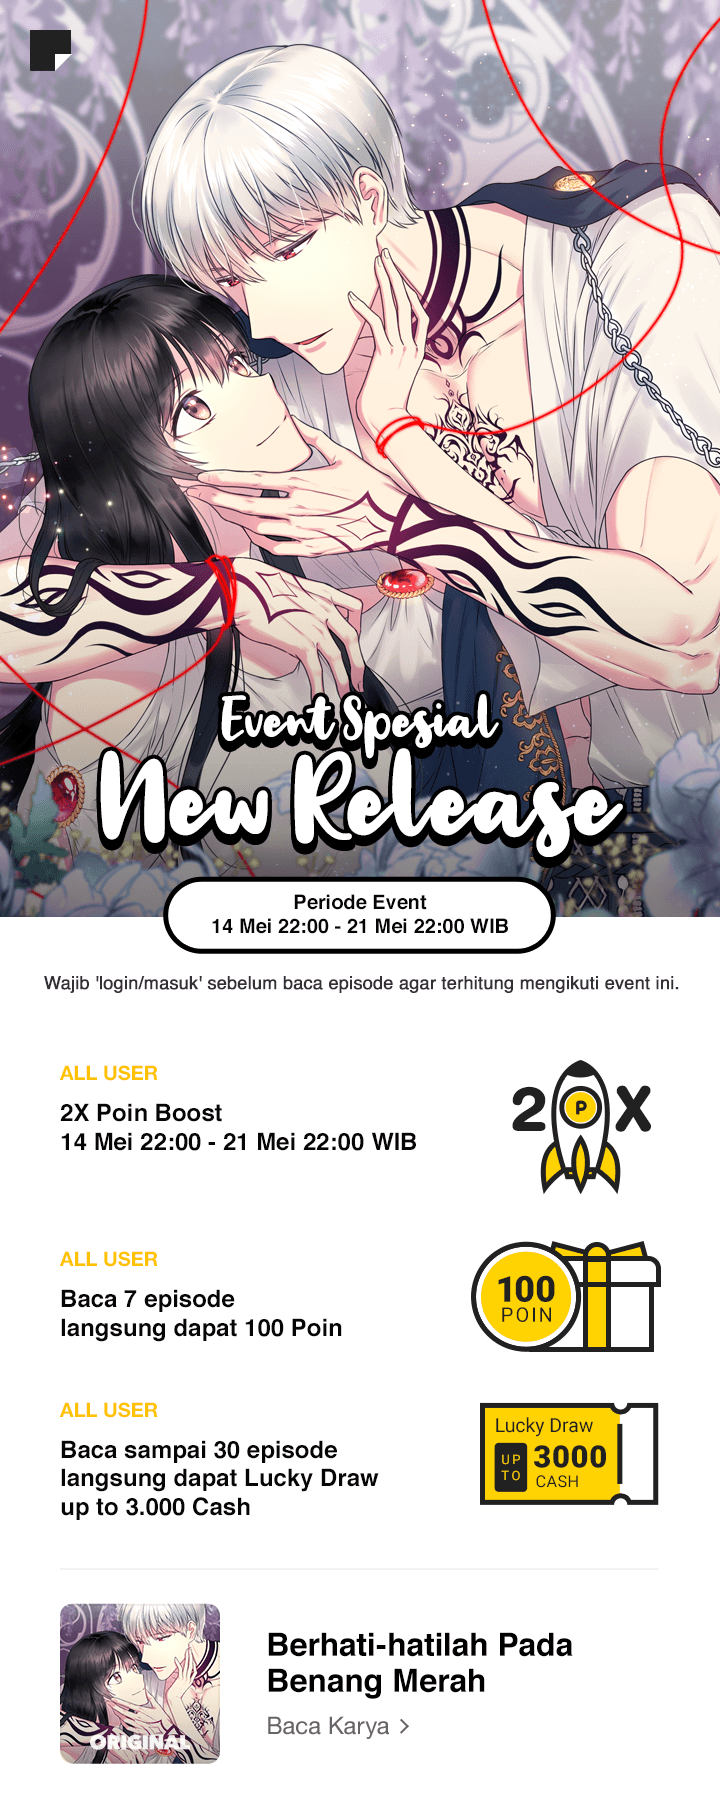 Event Spesial
New Release
Periode Event
14 Mei 22:00 - 21 Mei 22:00 WIB
Wajib 'login/masuk' sebelum baca episode agar terhitung mengikuti event ini.
ALL USER
2X Poin Boost
14 Mei 22:00 - 21 Mei 22:00 WIB
2 P X
ALL USER
Baca 7 episode
langsung dapat 100 Poin
100
POIN
ALL USER
Baca sampai 30 episode
langsung dapat Lucky Draw
up to 3.000 Cash
Lucky Draw
UP TO 3000
CASH
Berhati-hatilah Pada
Benang Merah
Baca Karya >
ORIGINAL